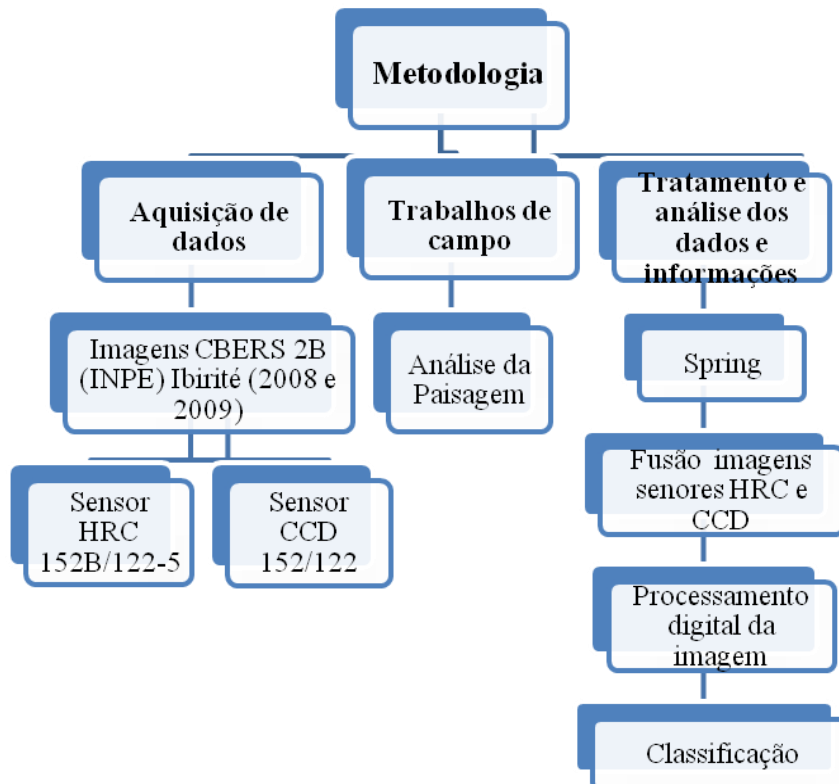 Metodologia
Aquisição de
dados
Trabalhos de
campo
Tratamento e
análise dos
dados e
informações
Imagens CBERS 2B
(INPE) Ibirité (2008 e
2009)
Análise da
Paisagem
Spring
Sensor
HRC
152B/122-5
Sensor
CCD
152/122
Fusão imagens
senores HRC e
CCD
Processamento
digital da
imagem
Classificação